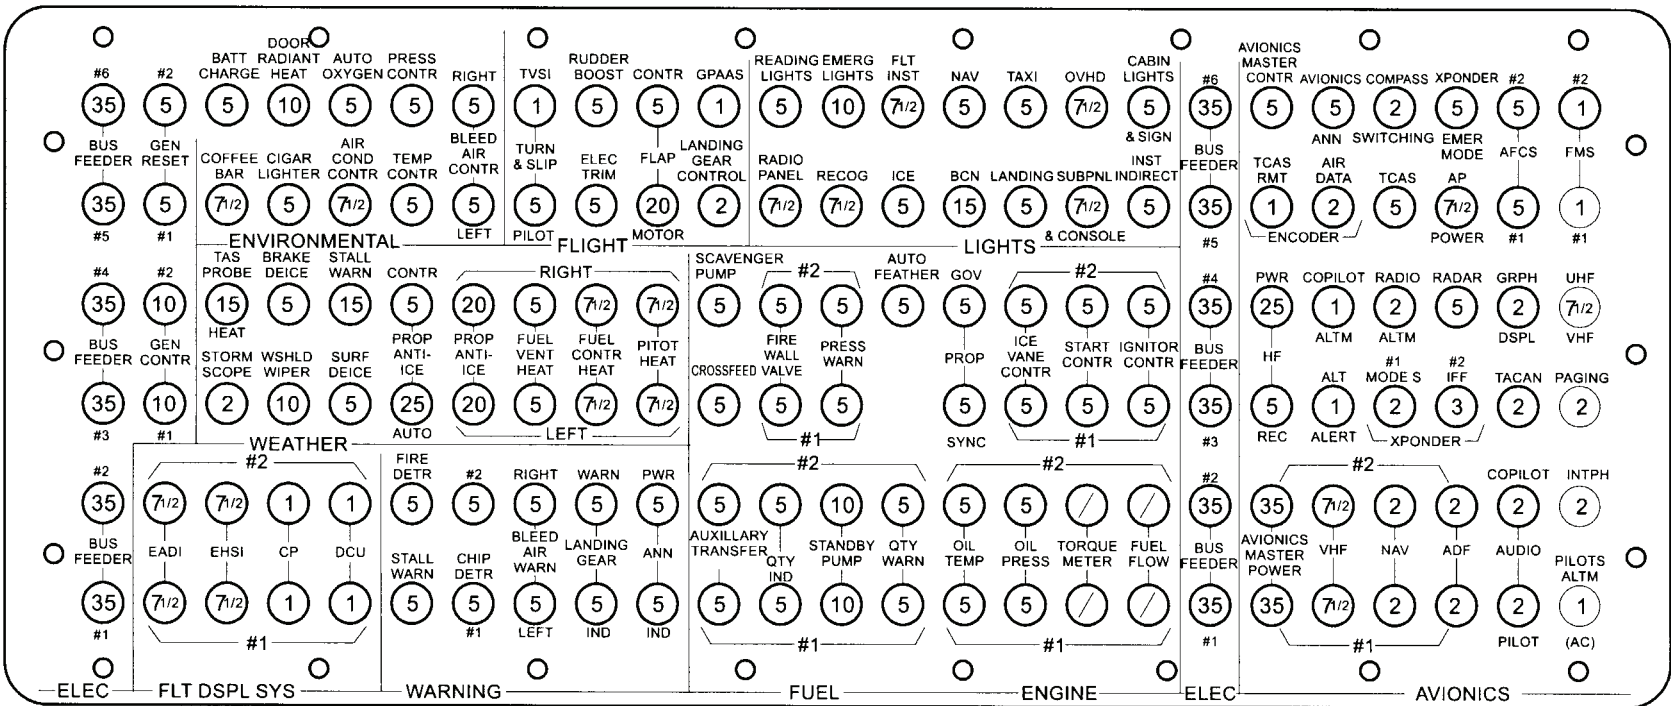 DOOR
BATT RADIANT AUTO PRESS
CHARGE HEAT OXYGEN CONTR RIGHT
#6 #2
35 5 5 10 5 5 5
BUS FEEDER GEN RESET BLEED AIR CONTR
COFFEE BAR CIGAR LIGHTER AIR COND CONTR TEMP CONTR
35 5 7 1/2 5 7 1/2 5 5
#5 #1 LEFT
ENVIRONMENTAL
TVSI RUDDER BOOST CONTR GPAAS
1 5 5 1
TURN & SLIP ELEC TRIM FLAP LANDING GEAR CONTROL
5 5 20 2
PILOT MOTOR
FLIGHT
READING LIGHTS EMERG LIGHTS FLT INST NAV TAXI OVHD CABIN LIGHTS
5 10 7 1/2 5 5 7 1/2 5
& SIGN
RADIO PANEL RECOG ICE BCN LANDING SUBPNL INST INDIRECT
7 1/2 7 1/2 5 15 5 7 1/2 5
& CONSOLE
LIGHTS
#6
35
BUS FEEDER
35
#5
AVIONICS MASTER CONTR AVIONICS COMPASS XPONDER #2 #2
5 5 2 5 5 1
ANN SWITCHING EMER MODE AFCS FMS
TCAS RMT AIR DATA TCAS AP
1 2 5 7 1/2 5 1
ENCODER POWER #1 #1
#4 #2
35 10
BUS FEEDER GEN CONTR
35 10
#3 #1
TAS PROBE BRAKE DEICE STALL WARN CONTR RIGHT
15 5 15 5 20 5 7 1/2 7 1/2
HEAT
STORM SCOPE WSHLD WIPER SURF DEICE PROP ANTI-ICE PROP ANTI-ICE FUEL VENT HEAT FUEL CONTR HEAT PITOT HEAT
2 10 5 25 20 5 7 1/2 7 1/2
AUTO LEFT
WEATHER
SCAVENGER PUMP #2 AUTO FEATHER GOV #2
5 5 5 5 5 5 5 5
CROSSFEED FIRE WALL VALVE PRESS WARN PROP ICE VANE CONTR START CONTR IGNITOR CONTR
5 5 5 5 5 5 5
#1 SYNC #1
#4
35
BUS FEEDER
35
#3
PWR COPILOT RADIO RADAR GRPH UHF
25 1 2 5 2 7 1/2
ALTM ALTM DSPL VHF
HF ALT #1 MODE S #2 IFF TACAN PAGING
5 1 2 3 2 2
REC ALERT XPONDER
#2
35
BUS FEEDER
35
#1
ELEC
#2
7 1/2 7 1/2 1 1
EADI EHSI CP DCU
7 1/2 7 1/2 1 1
#1
FLT DSPL SYS
FIRE DETR #2 RIGHT WARN PWR
5 5 5 5 5
STALL WARN CHIP DETR BLEED AIR WARN LANDING GEAR ANN
5 5 5 5 5
#1 LEFT IND IND
WARNING
#2
5 5 10 5
AUXILLARY TRANSFER QTY IND STANDBY PUMP QTY WARN
5 5 10 5
#1
FUEL
#2
5 5 / /
OIL TEMP OIL PRESS TORQUE METER FUEL FLOW
5 5 / /
#1
ENGINE
#2
35
BUS FEEDER
35
#1
ELEC
#2 COPILOT INTPH
35 7 1/2 2 2 2 2
AVIONICS MASTER POWER VHF NAV ADF AUDIO PILOTS ALTM
35 7 1/2 2 2 2 1
#1 PILOT (AC)
AVIONICS